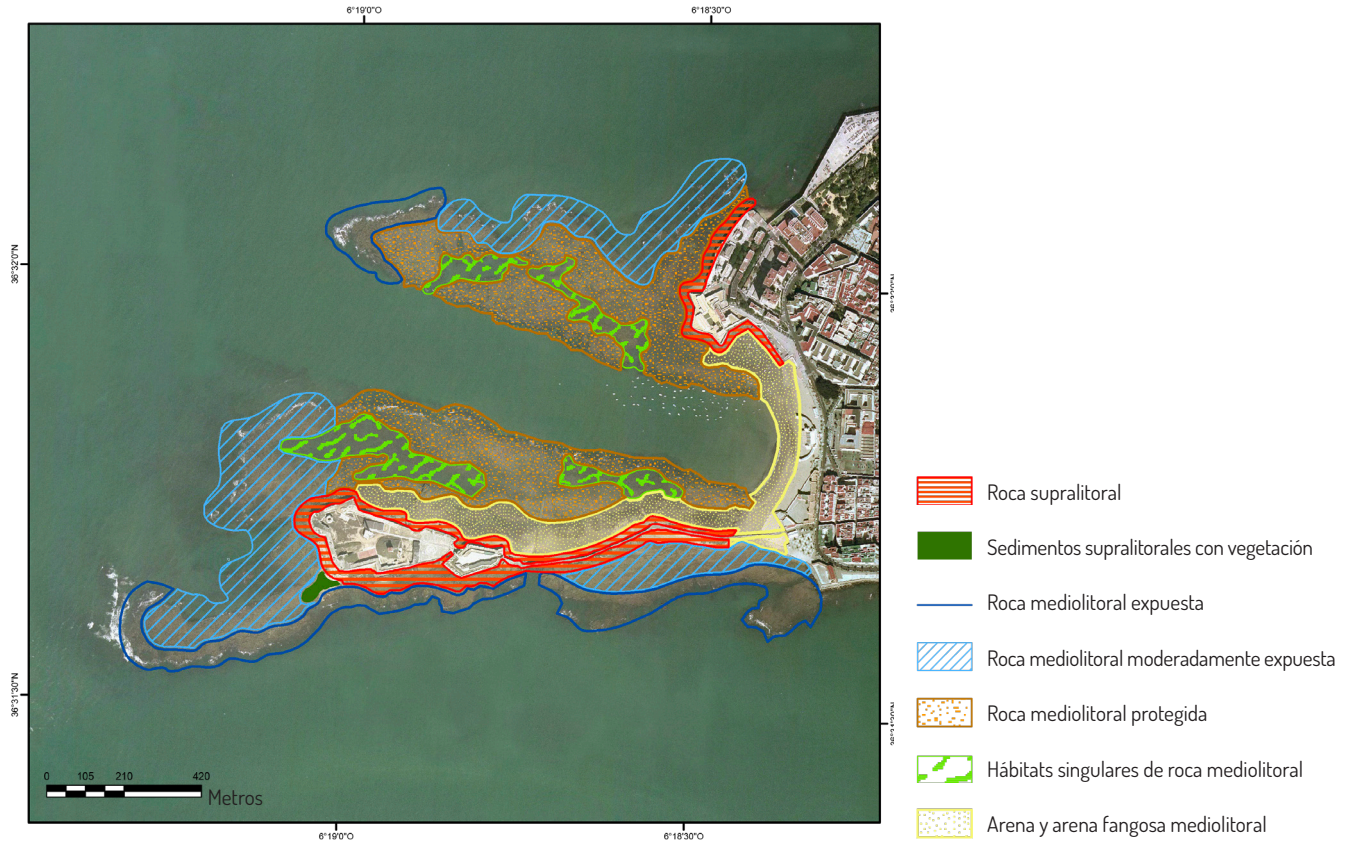 6°19'0"O
6°18'30"O
36°32'0"N
36°31'30"N
0 105 210 420
Metros
6°19'0"O
6°18'30"O
Roca supralitoral
Sedimentos supralitorales con vegetación
Roca mediolitoral expuesta
Roca mediolitoral moderadamente expuesta
Roca mediolitoral protegida
Hábitats singulares de roca mediolitoral
Arena y arena fangosa mediolitoral